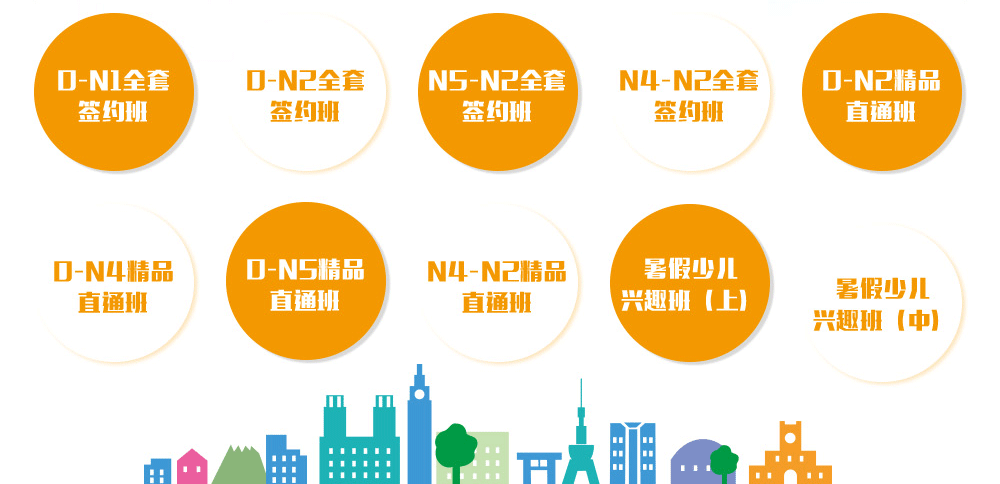 0-N1全套
签约班
0-N2全套
签约班
N5-N2全套
签约班
N4-N2全套
签约班
0-N2精品
直通班
0-N4精品
直通班
0-N5精品
直通班
N4-N2精品
直通班
暑假少儿
兴趣班（上）
暑假少儿
兴趣班（中）